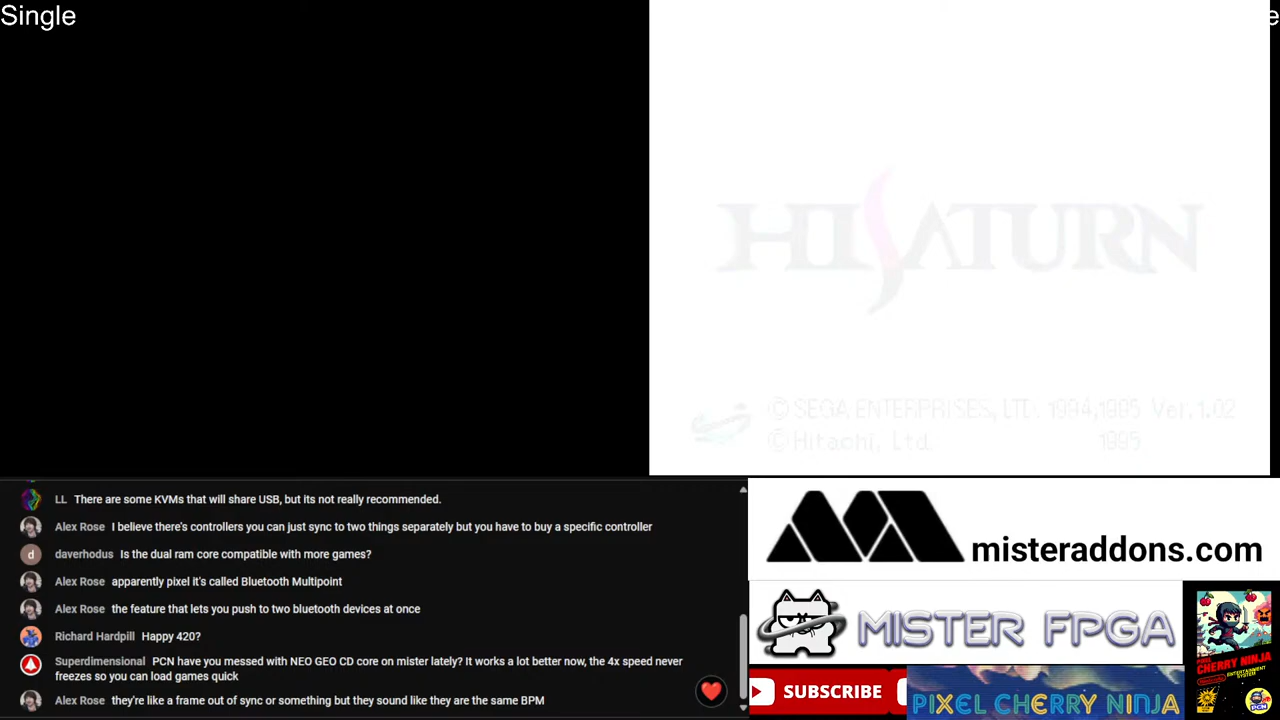 Single
e
HISATURN
© SEGA ENTERPRISES, LTD. 1994,1995 Ver. 1.02
© Hitachi, Ltd. 1995
LL There are some KVMs that will share USB, but its not really recommended.
Alex Rose I believe there's controllers you can just sync to two things separately but you have to buy a specific controller
d daverhodus Is the dual ram core compatible with more games?
Alex Rose apparently pixel it's called Bluetooth Multipoint
Alex Rose the feature that lets you push to two bluetooth devices at once
Richard Hardpill Happy 420?
Superdimensional PCN have you messed with NEO GEO CD core on mister lately? It works a lot better now, the 4x speed never
freezes so you can load games quick
Alex Rose they're like a frame out of sync or something but they sound like they are the same BPM
misteraddons.com
MISTER FPGA
SUBSCRIBE
PIXEL CHERRY NINJA
PIXEL
CHERRY NINJA
ENTERTAINMENT
SYSTEM
PCN